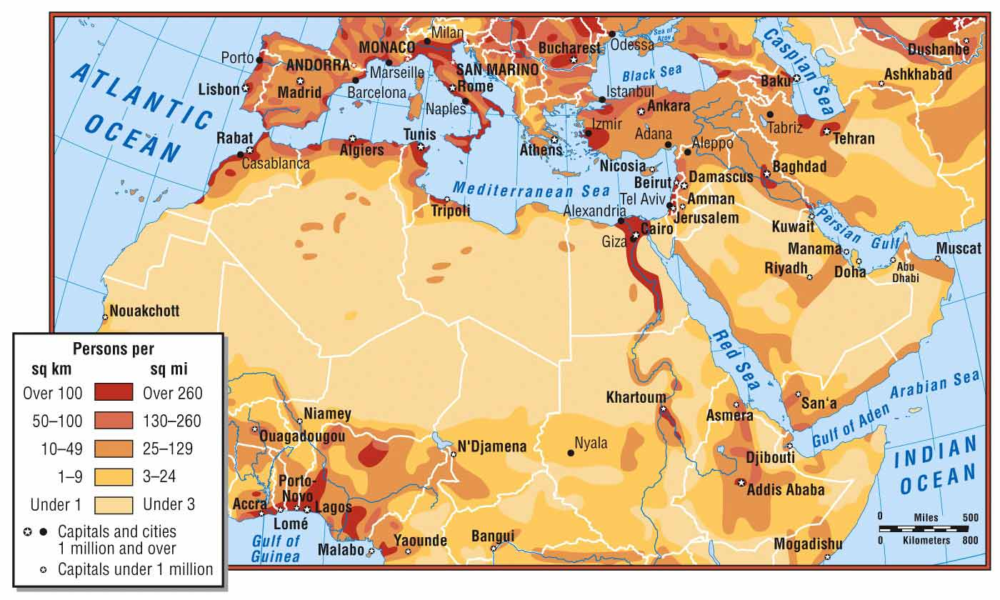 Milan
MONACO
Bucharest
Odessa
Sea of
Azov
Caspian Sea
Dushanbe
Porto
ANDORRA
Marseille
SAN MARINO
Black Sea
Baku
Ashkhabad
ATLANTIC
OCEAN
Lisbon
Madrid
Barcelona
Rome
Istanbul
Ankara
Naples
Izmir
Tabriz
Tehran
Rabat
Casablanca
Algiers
Tunis
Athens
Adana
Aleppo
Nicosia
Baghdad
Beirut
Damascus
Mediterranean Sea
Tel Aviv
Amman
Tripoli
Alexandria
Jerusalem
Cairo
Giza
Kuwait
Persian Gulf
Manama
Muscat
Riyadh
Doha
Abu
Dhabi
Nouakchott
Red Sea
Arabian Sea
Khartoum
Asmera
San'a
Gulf of Aden
Niamey
Ouagadougou
N'Djamena
Nyala
Djibouti
INDIAN
OCEAN
Porto-
Novo
Accra
Lagos
Lomé
Addis Ababa
Gulf of
Guinea
Malabo
Yaounde
Bangui
Mogadishu
0 Miles 500
0 Kilometers 800
Persons per
sq km sq mi
Over 100 Over 260
50–100 130–260
10–49 25–129
1–9 3–24
Under 1 Under 3
Capitals and cities
1 million and over
Capitals under 1 million